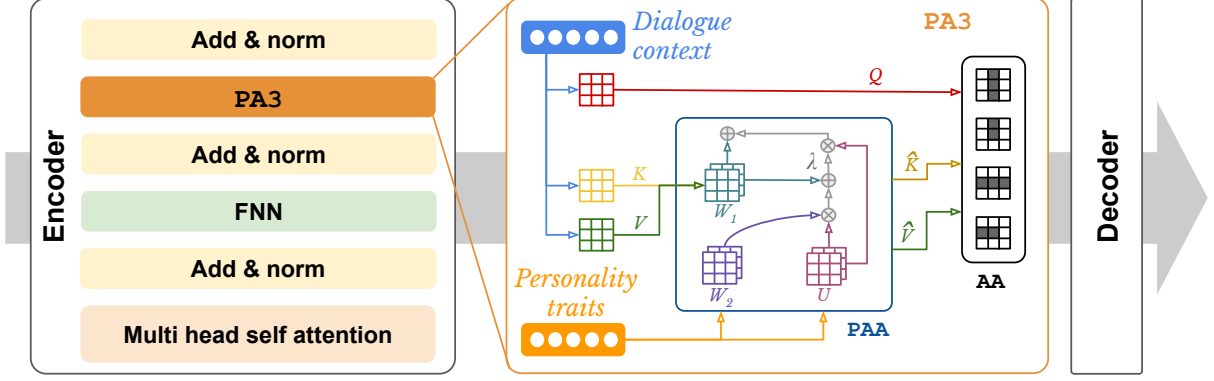 Encoder
Add & norm
PA3
Add & norm
FNN
Add & norm
Multi head self attention
PA3
Dialogue
context
Q
K
V
W1
W2
U
λ
K̂
V̂
Personality
traits
PAA
AA
Decoder